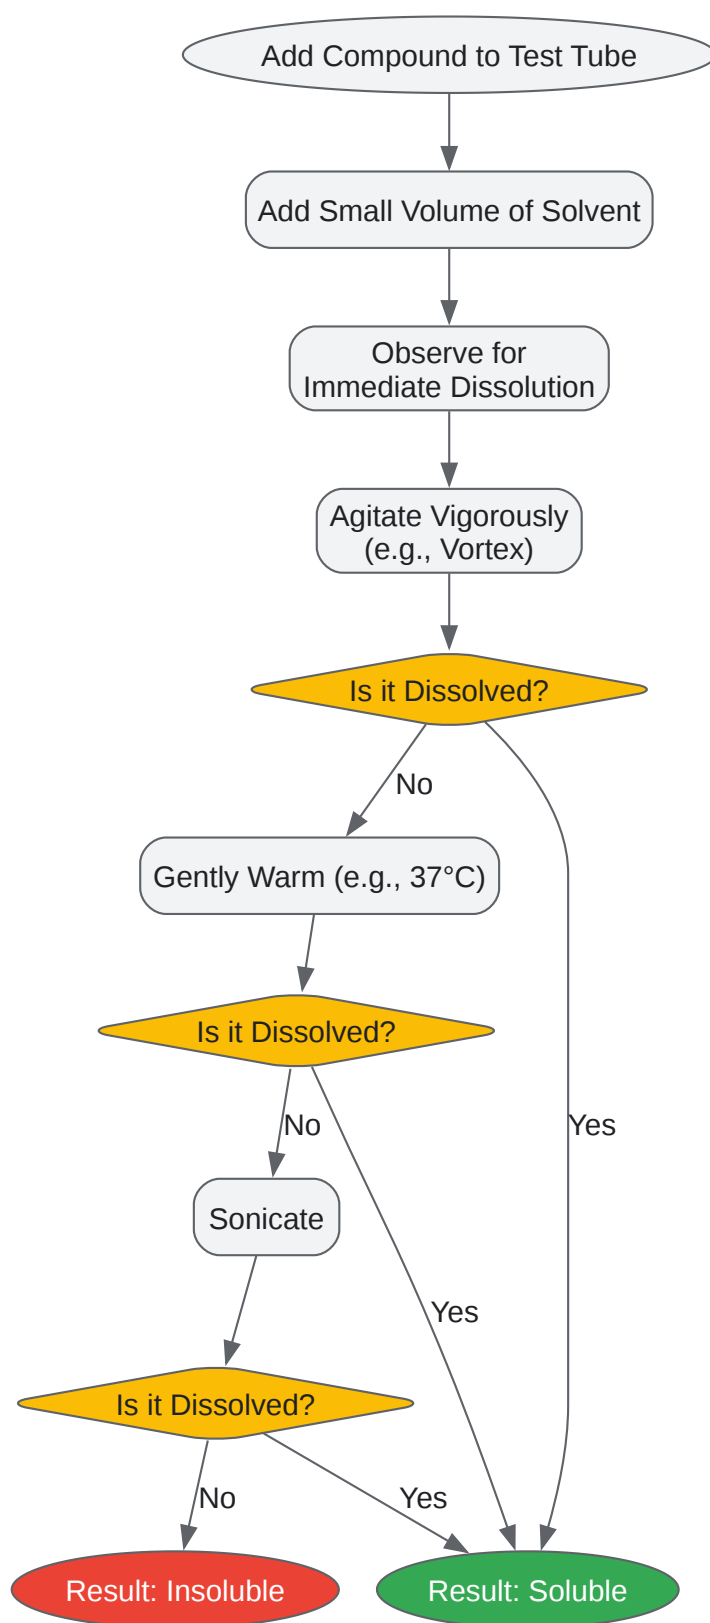 Add Compound to Test Tube
Add Small Volume of Solvent
Observe for
Immediate Dissolution
Agitate Vigorously
(e.g., Vortex)
Is it Dissolved?
No
Gently Warm (e.g., 37°C)
Is it Dissolved?
No
Yes
Sonicate
Yes
Is it Dissolved?
No
Yes
Result: Insoluble
Result: Soluble